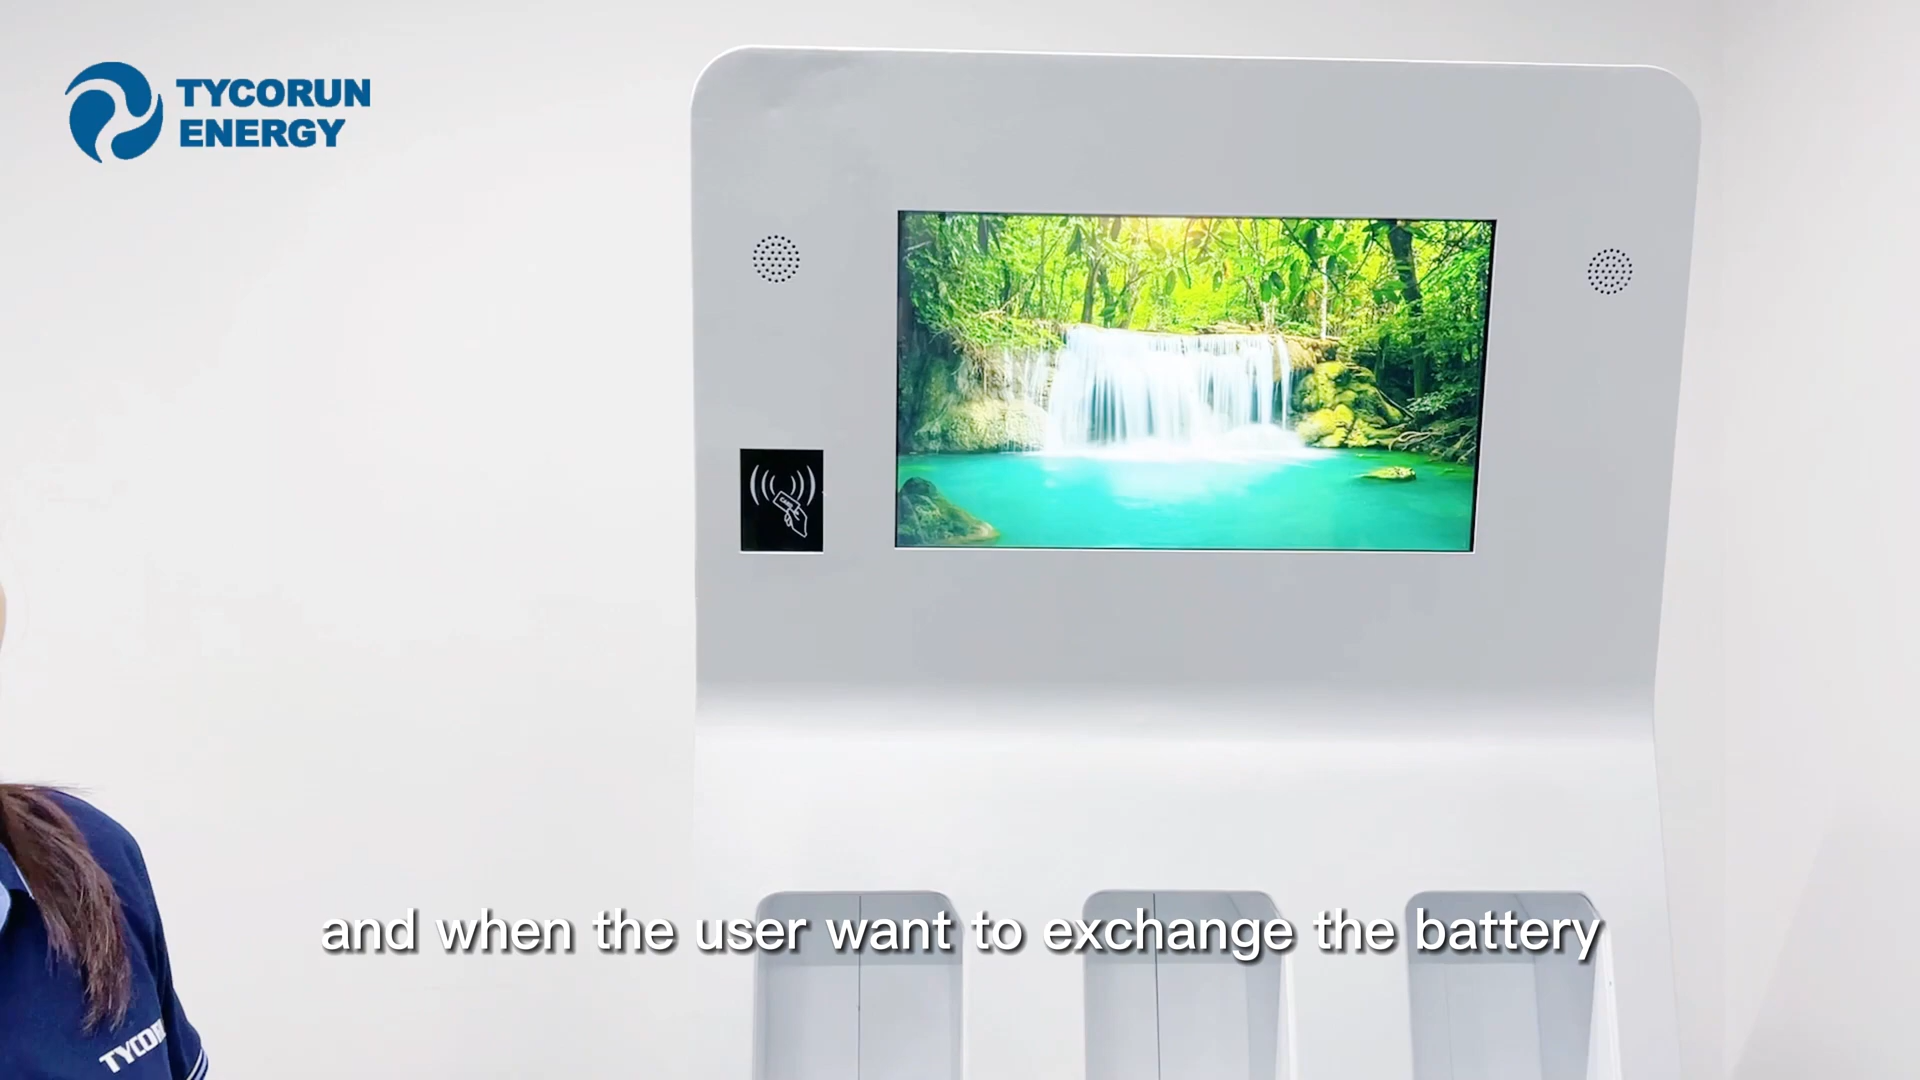 TYCORUN
ENERGY
and when the user want to exchange the battery